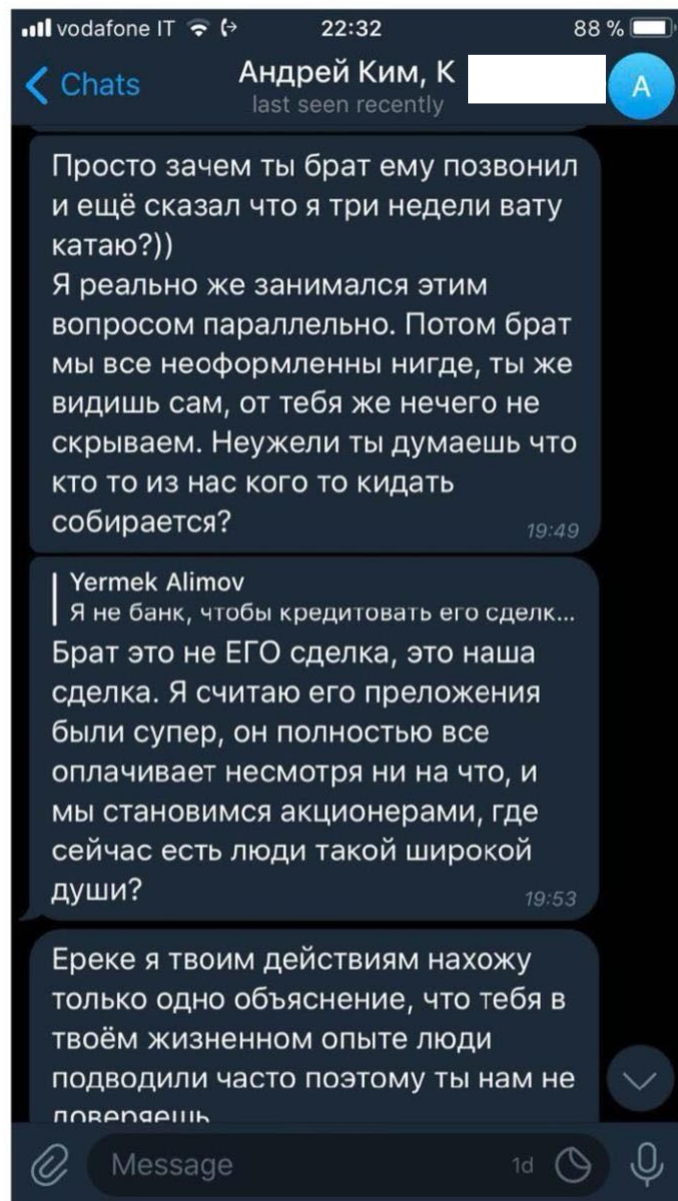 vodafone IT 22:32 88 %
Chats Андрей Ким, К A
last seen recently
Просто зачем ты брат ему позвонил
и ещё сказал что я три недели вату
катаю?))
Я реально же занимался этим
вопросом параллельно. Потом брат
мы все неоформленны нигде, ты же
видишь сам, от тебя же нечего не
скрываем. Неужели ты думаешь что
кто то из нас кого то кидать
собирается? 19:49
Yermek Alimov
Я не банк, чтобы кредитовать его сделк...
Брат это не ЕГО сделка, это наша
сделка. Я считаю его преложения
были супер, он полностью все
оплачивает несмотря ни на что, и
мы становимся акционерами, где
сейчас есть люди такой широкой
души? 19:53
Ереке я твоим действиям нахожу
только одно объяснение, что тебя в
твоём жизненном опыте люди
подводили часто поэтому ты нам не
доверяешь
Message 1d